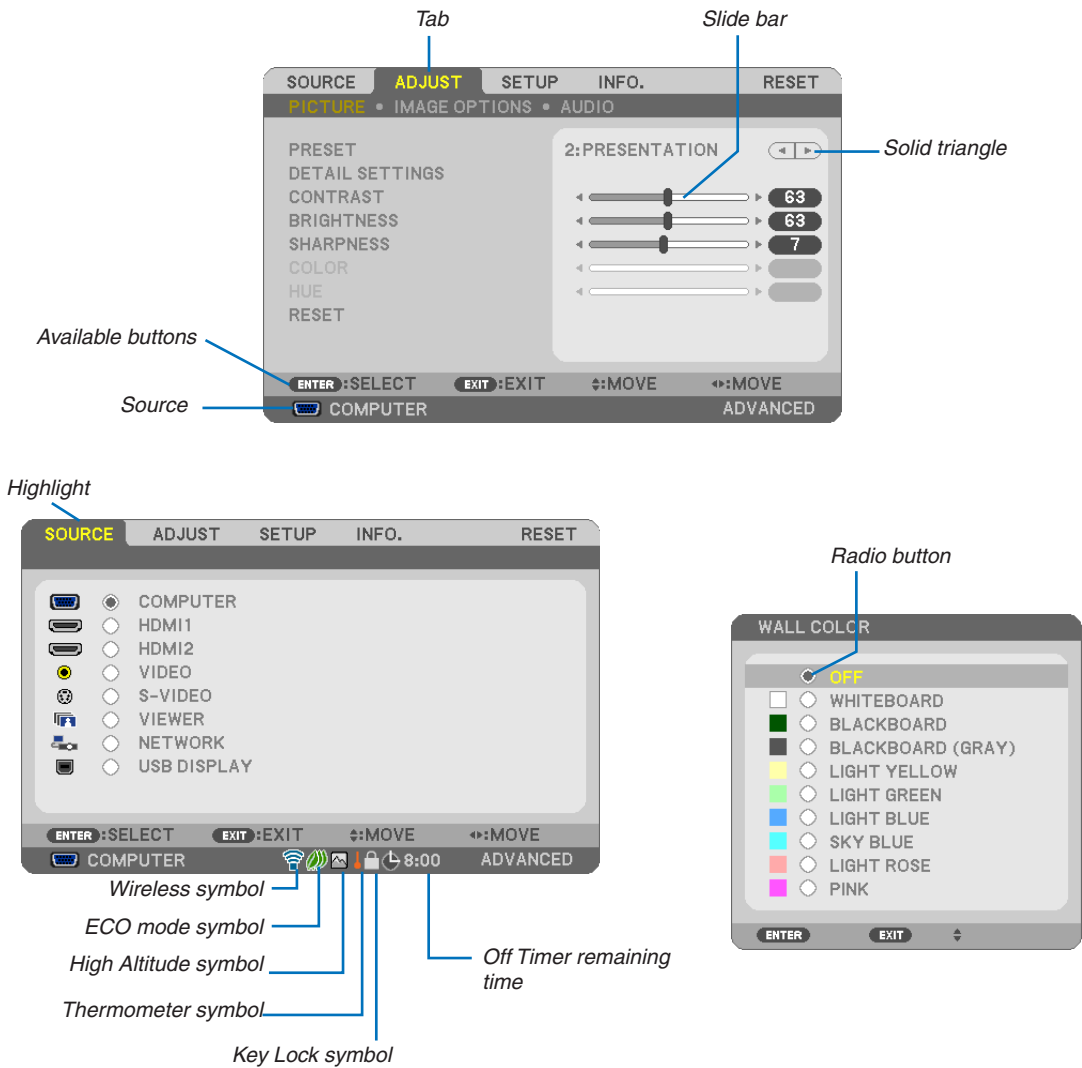 Tab
Slide bar
SOURCE ADJUST SETUP INFO. RESET
PICTURE • IMAGE OPTIONS • AUDIO
PRESET 2:PRESENTATION
Solid triangle
DETAIL SETTINGS
CONTRAST 63
BRIGHTNESS 63
SHARPNESS 7
COLOR
HUE
RESET
Available buttons
ENTER:SELECT EXIT:EXIT :MOVE :MOVE
Source
COMPUTER ADVANCED
Highlight
SOURCE ADJUST SETUP INFO. RESET
COMPUTER
HDMI1
HDMI2
VIDEO
S-VIDEO
VIEWER
NETWORK
USB DISPLAY
ENTER:SELECT EXIT:EXIT :MOVE :MOVE
COMPUTER 8:00 ADVANCED
Wireless symbol
ECO mode symbol
High Altitude symbol
Thermometer symbol
Key Lock symbol
Off Timer remaining
time
Radio button
WALL COLOR
OFF
WHITEBOARD
BLACKBOARD
BLACKBOARD (GRAY)
LIGHT YELLOW
LIGHT GREEN
LIGHT BLUE
SKY BLUE
LIGHT ROSE
PINK
ENTER EXIT